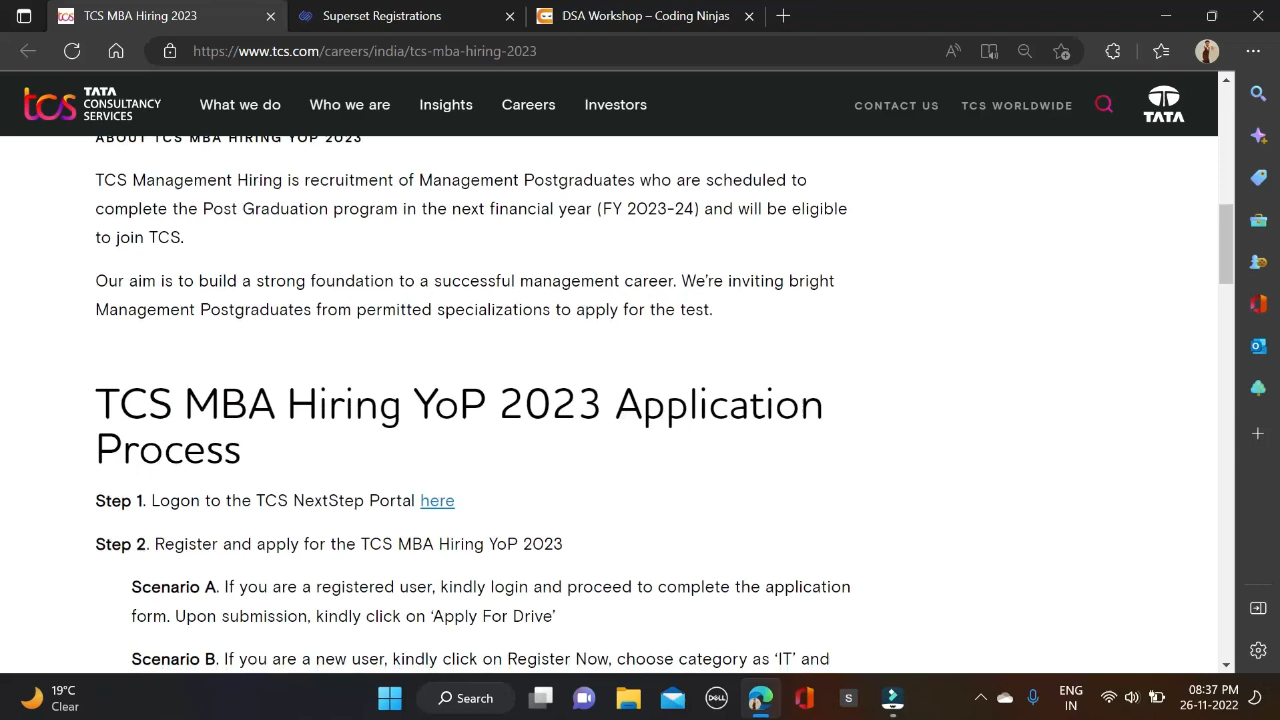 TCS MBA Hiring 2023
Superset Registrations
DSA Workshop – Coding Ninjas
https://www.tcs.com/careers/india/tcs-mba-hiring-2023
tcs TATA CONSULTANCY SERVICES
What we do
Who we are
Insights
Careers
Investors
CONTACT US
TCS WORLDWIDE
TATA
ABOUT TCS MBA HIRING YOP 2023
TCS Management Hiring is recruitment of Management Postgraduates who are scheduled to
complete the Post Graduation program in the next financial year (FY 2023-24) and will be eligible
to join TCS.
Our aim is to build a strong foundation to a successful management career. We’re inviting bright
Management Postgraduates from permitted specializations to apply for the test.
TCS MBA Hiring YoP 2023 Application
Process
Step 1. Logon to the TCS NextStep Portal here
Step 2. Register and apply for the TCS MBA Hiring YoP 2023
Scenario A. If you are a registered user, kindly login and proceed to complete the application
form. Upon submission, kindly click on ‘Apply For Drive’
Scenario B. If you are a new user, kindly click on Register Now, choose category as ‘IT’ and
19°C
Clear
Search
DELL
S
ENG
IN
08:37 PM
26-11-2022